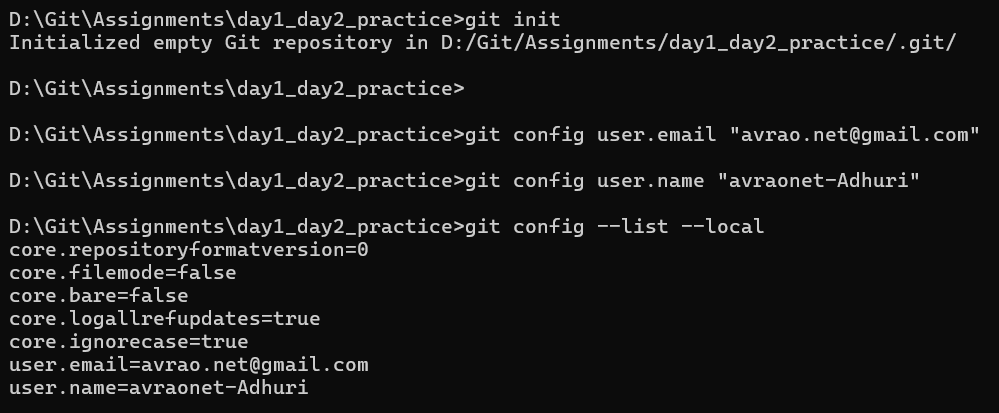 D:\Git\Assignments\day1_day2_practice>git init
Initialized empty Git repository in D:/Git/Assignments/day1_day2_practice/.git/
D:\Git\Assignments\day1_day2_practice>
D:\Git\Assignments\day1_day2_practice>git config user.email "avrao.net@gmail.com"
D:\Git\Assignments\day1_day2_practice>git config user.name "avraonet-Adhuri"
D:\Git\Assignments\day1_day2_practice>git config --list --local
core.repositoryformatversion=0
core.filemode=false
core.bare=false
core.logallrefupdates=true
core.ignorecase=true
user.email=avrao.net@gmail.com
user.name=avraonet-Adhuri